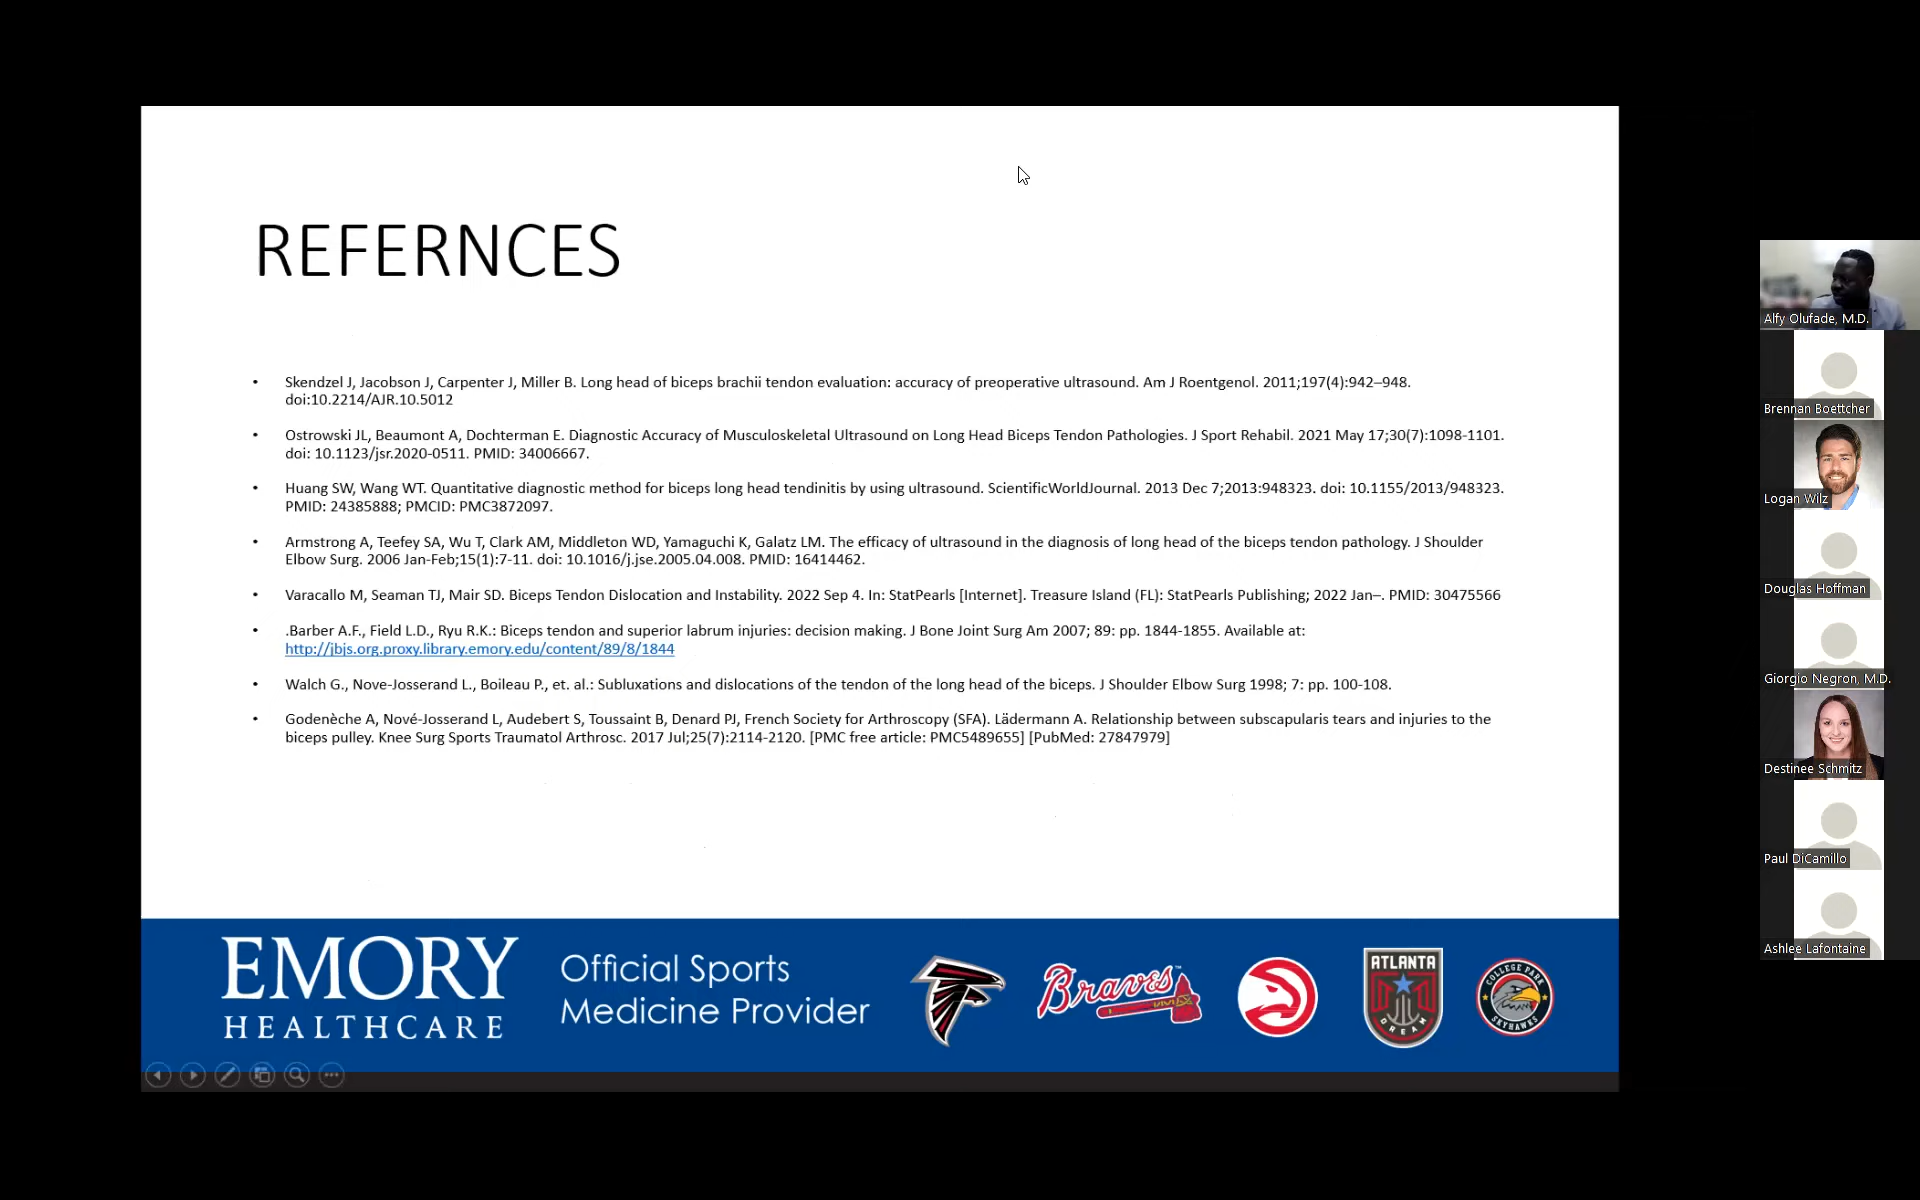 REFERNCES
• Skendzel J, Jacobson J, Carpenter J, Miller B. Long head of biceps brachii tendon evaluation: accuracy of preoperative ultrasound. Am J Roentgenol. 2011;197(4):942–948.
doi:10.2214/AJR.10.5012
• Ostrowski JL, Beaumont A, Dochterman E. Diagnostic Accuracy of Musculoskeletal Ultrasound on Long Head Biceps Tendon Pathologies. J Sport Rehabil. 2021 May 17;30(7):1098-1101.
doi: 10.1123/jsr.2020-0511. PMID: 34006667.
• Huang SW, Wang WT. Quantitative diagnostic method for biceps long head tendinitis by using ultrasound. ScientificWorldJournal. 2013 Dec 7;2013:948323. doi: 10.1155/2013/948323.
PMID: 24385888; PMCID: PMC3872097.
• Armstrong A, Teefey SA, Wu T, Clark AM, Middleton WD, Yamaguchi K, Galatz LM. The efficacy of ultrasound in the diagnosis of long head of the biceps tendon pathology. J Shoulder
Elbow Surg. 2006 Jan-Feb;15(1):7-11. doi: 10.1016/j.jse.2005.04.008. PMID: 16414462.
• Varacallo M, Seaman TJ, Mair SD. Biceps Tendon Dislocation and Instability. 2022 Sep 4. In: StatPearls [Internet]. Treasure Island (FL): StatPearls Publishing; 2022 Jan–. PMID: 30475566
• .Barber A.F., Field L.D., Ryu R.K.: Biceps tendon and superior labrum injuries: decision making. J Bone Joint Surg Am 2007; 89: pp. 1844-1855. Available at:
http://jbjs.org.proxy.library.emory.edu/content/89/8/1844
• Walch G., Nove-Josserand L., Boileau P., et. al.: Subluxations and dislocations of the tendon of the long head of the biceps. J Shoulder Elbow Surg 1998; 7: pp. 100-108.
• Godenèche A, Nové-Josserand L, Audebert S, Toussaint B, Denard PJ, French Society for Arthroscopy (SFA). Lädermann A. Relationship between subscapularis tears and injuries to the
biceps pulley. Knee Surg Sports Traumatol Arthrosc. 2017 Jul;25(7):2114-2120. [PMC free article: PMC5489655] [PubMed: 27847979]
EMORY
HEALTHCARE
Official Sports
Medicine Provider
Braves
ATLANTA
DREAM
COLLEGE PARK
SKYHAWKS
Alfy Olufade, M.D.
Brennan Boettcher
Logan Wilz
Douglas Hoffman
Giorgio Negron, M.D.
Destinee Schmitz
Paul DiCamillo
Ashlee Lafontaine